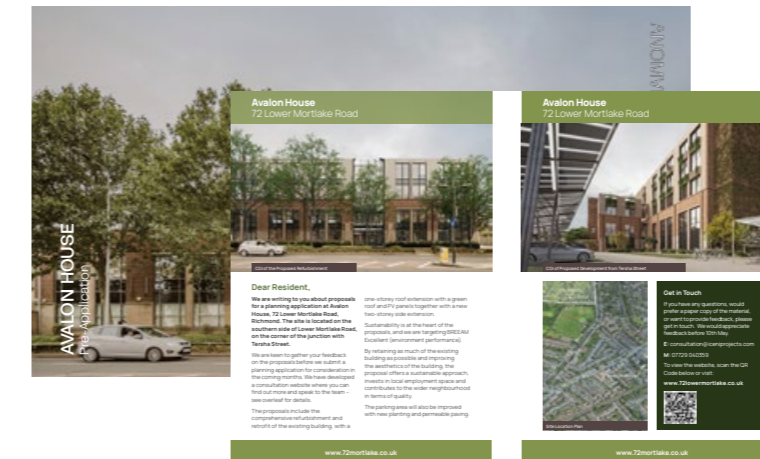 AVALON HOUSE
Pre Application
Avalon House
72 Lower Mortlake Road
CGI of the Proposed Refurbishment
Dear Resident,
We are writing to you about proposals
for a planning application at Avalon
House, 72 Lower Mortlake Road,
Richmond. The site is located on the
southern side of Lower Mortlake Road,
on the corner of the junction with
Tersha Street.
We are keen to gather your feedback
on the proposals before we submit a
planning application for consideration in
the coming months. We have developed
a consultation website where you can
find out more and speak to the team -
see overleaf for details.
The proposals include the
comprehensive refurbishment and
retrofit of the existing building, with a
one-storey roof extension with a green
roof and PV panels together with a new
two-storey side extension.
Sustainability is at the heart of the
proposals, and we are targeting BREEAM
Excellent (environment performance).
By retaining as much of the existing
building as possible and improving
the aesthetics of the building, the
proposal offers a sustainable approach,
invests in local employment space and
contributes to the wider neighbourhood
in terms of quality.
The parking area will also be improved
with new planting and permeable paving.
www.72mortlake.co.uk
Avalon House
72 Lower Mortlake Road
CGI of Proposed Development from Tersha Street
Site Location Plan
Get in Touch
If you have any questions, would
prefer a paper copy of the material,
or want to provide feedback, please
get in touch. We would appreciate
feedback before 10th May.
E: consultation@
M: 07729 040359
To view the website, scan the QR
Code below or visit:
www.72lowermortlake.co.uk
www.72mortlake.co.uk